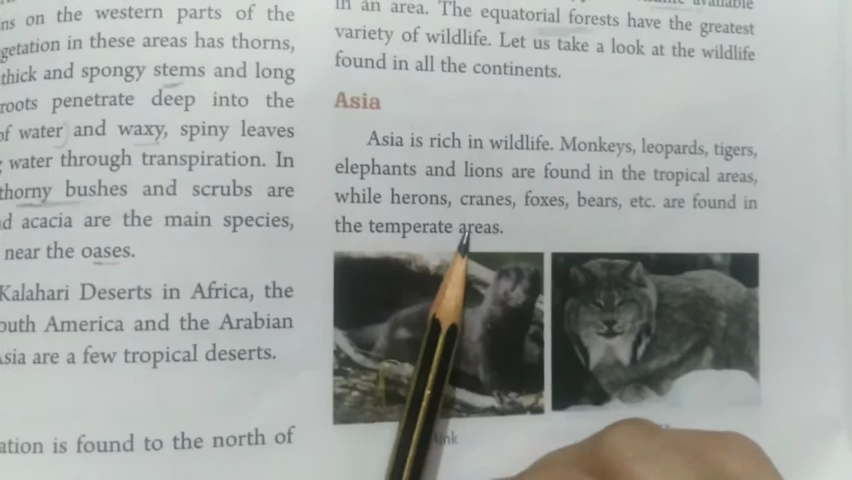 ns on the western parts of the
getation in these areas has thorns,
thick and spongy stems and long
roots penetrate deep into the
of water and waxy, spiny leaves
water through transpiration. In
thorny bushes and scrubs are
d acacia are the main species,
near the oases.
Kalahari Deserts in Africa, the
outh America and the Arabian
sia are a few tropical deserts.
ation is found to the north of
in an area. The equatorial forests have the greatest
variety of wildlife. Let us take a look at the wildlife
found in all the continents.
Asia
Asia is rich in wildlife. Monkeys, leopards, tigers,
elephants and lions are found in the tropical areas,
while herons, cranes, foxes, bears, etc. are found in
the temperate areas.